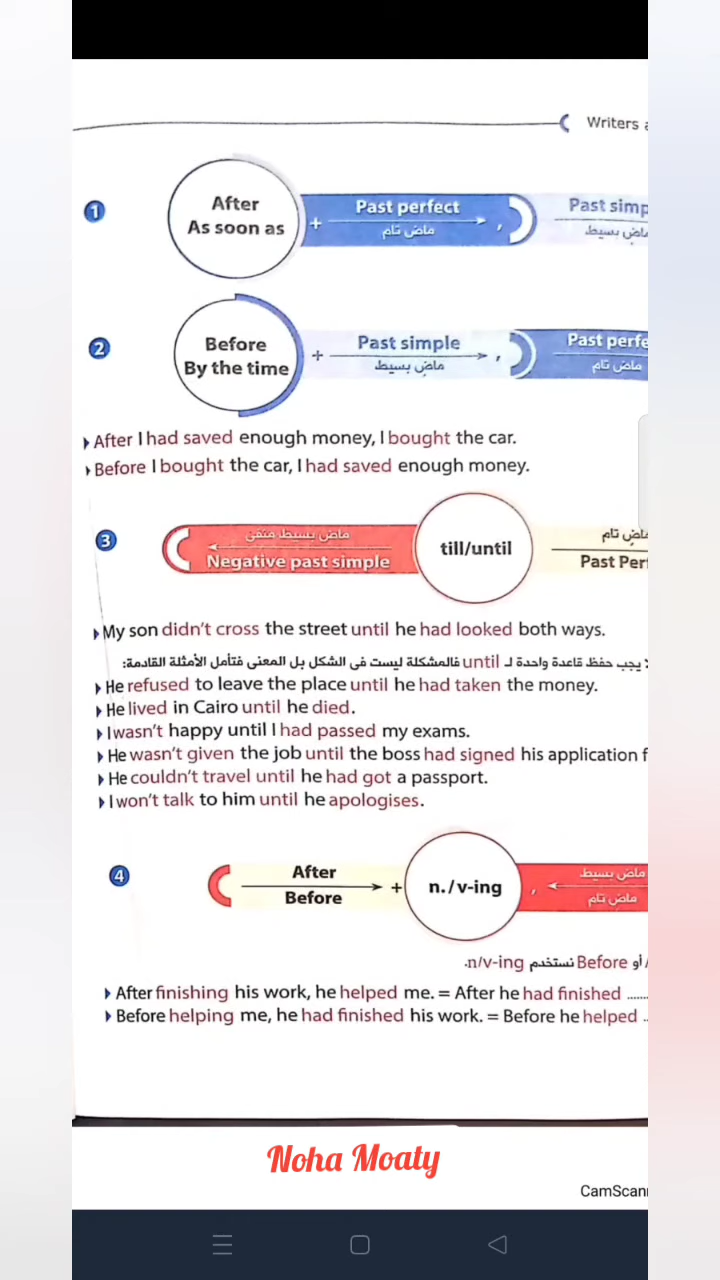 Writers
1
After
As soon as
+
Past perfect
ماضٍ تام
,
Past simp
ماضٍ بسيط
2
Before
By the time
+
Past simple
ماضٍ بسيط
,
Past perfe
ماضٍ تام
After I had saved enough money, I bought the car.
Before I bought the car, I had saved enough money.
3
ماضٍ بسيط منفى
Negative past simple
till/until
ماضٍ تام
Past Per
My son didn't cross the street until he had looked both ways.
لا يجب حفظ قاعدة واحدة لـ until فالمشكلة ليست فى الشكل بل المعنى فتأمل الأمثلة القادمة:
He refused to leave the place until he had taken the money.
He lived in Cairo until he died.
I wasn't happy until I had passed my exams.
He wasn't given the job until the boss had signed his application f
He couldn't travel until he had got a passport.
I won't talk to him until he apologises.
4
After
Before
+
n./v-ing
,
ماضٍ بسيط
ماضٍ تام
أو Before نستخدم n/v-ing.
After finishing his work, he helped me. = After he had finished ......
Before helping me, he had finished his work. = Before he helped ..
Noha Moaty
CamScan